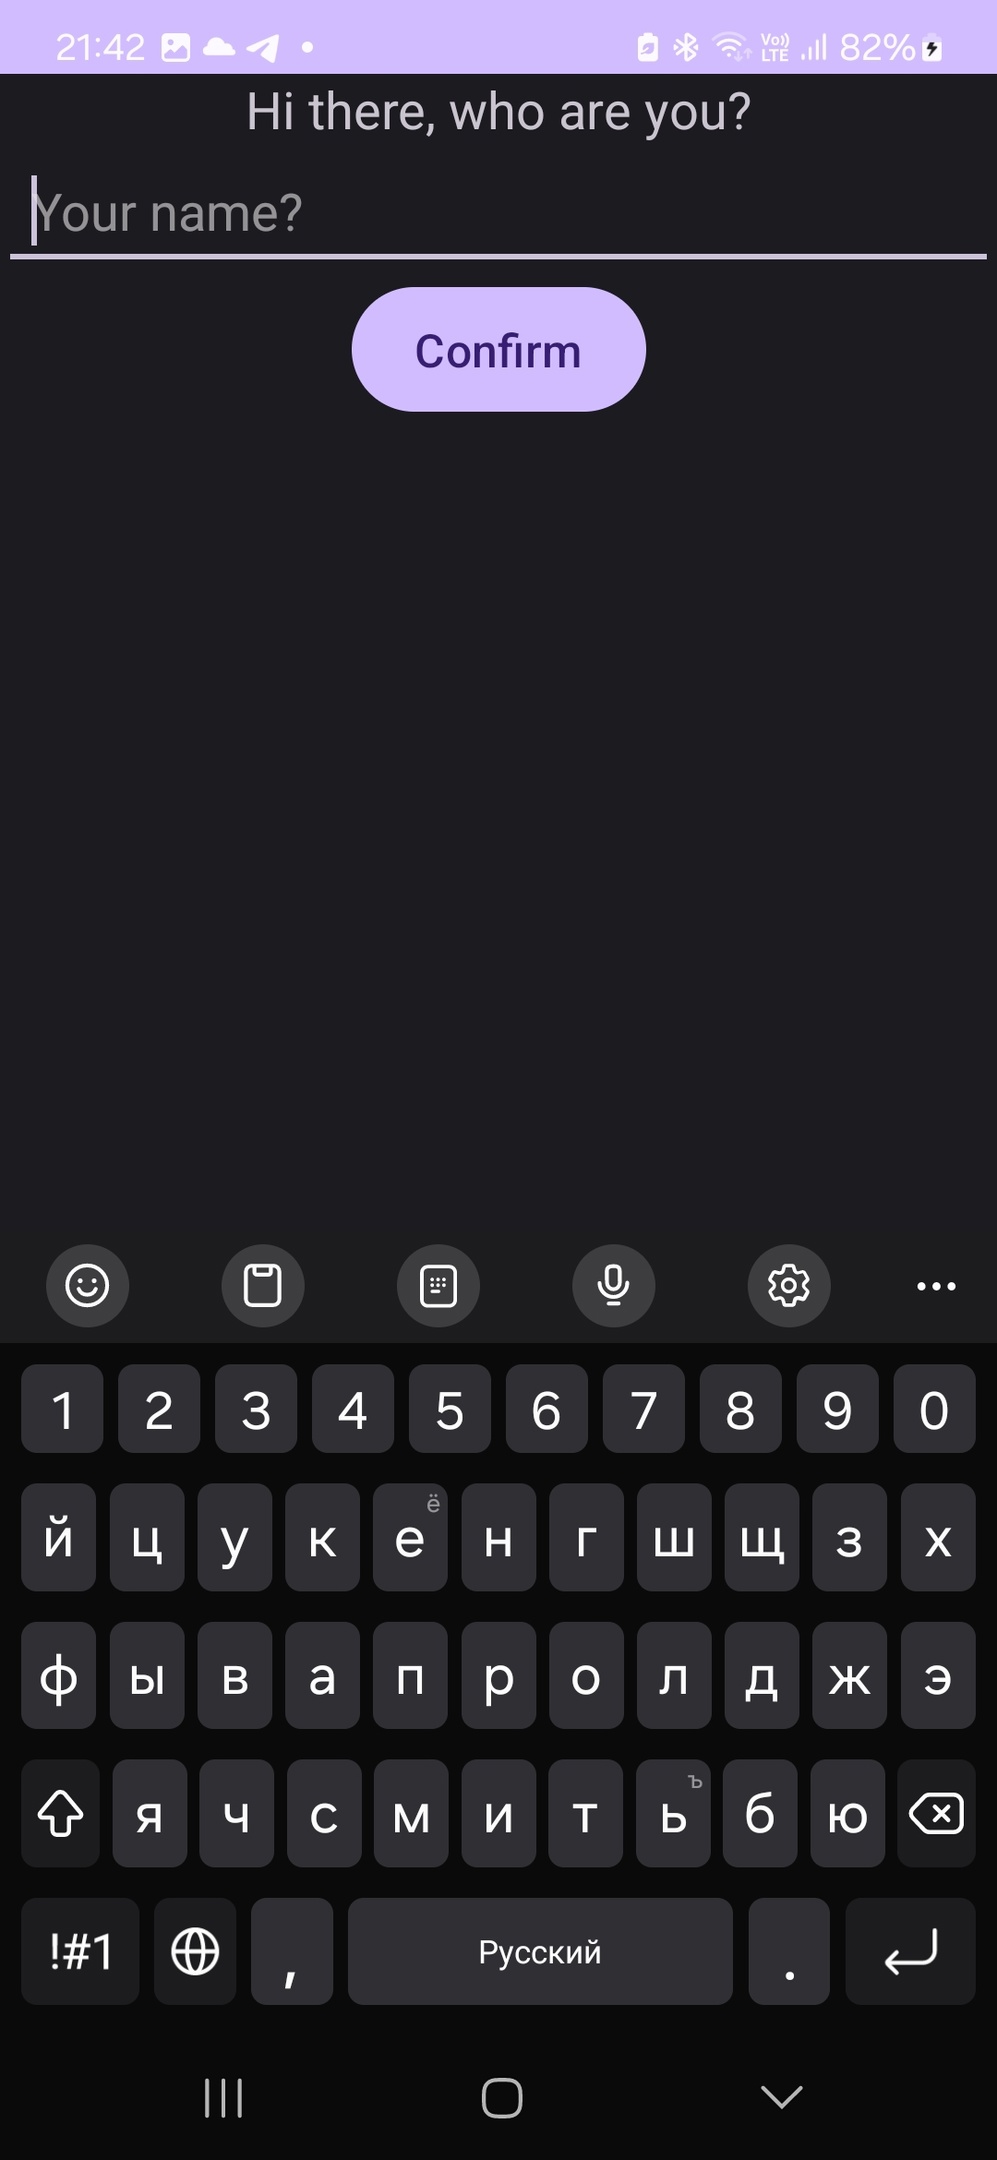 21:42 Vo)) LTE 82%
Hi there, who are you?
Your name?
Confirm
1 2 3 4 5 6 7 8 9 0
й ц у к е ё н г ш щ з х
ф ы в а п р о л д ж э
я ч с м и т ь ъ б ю
!#1 , Русский .